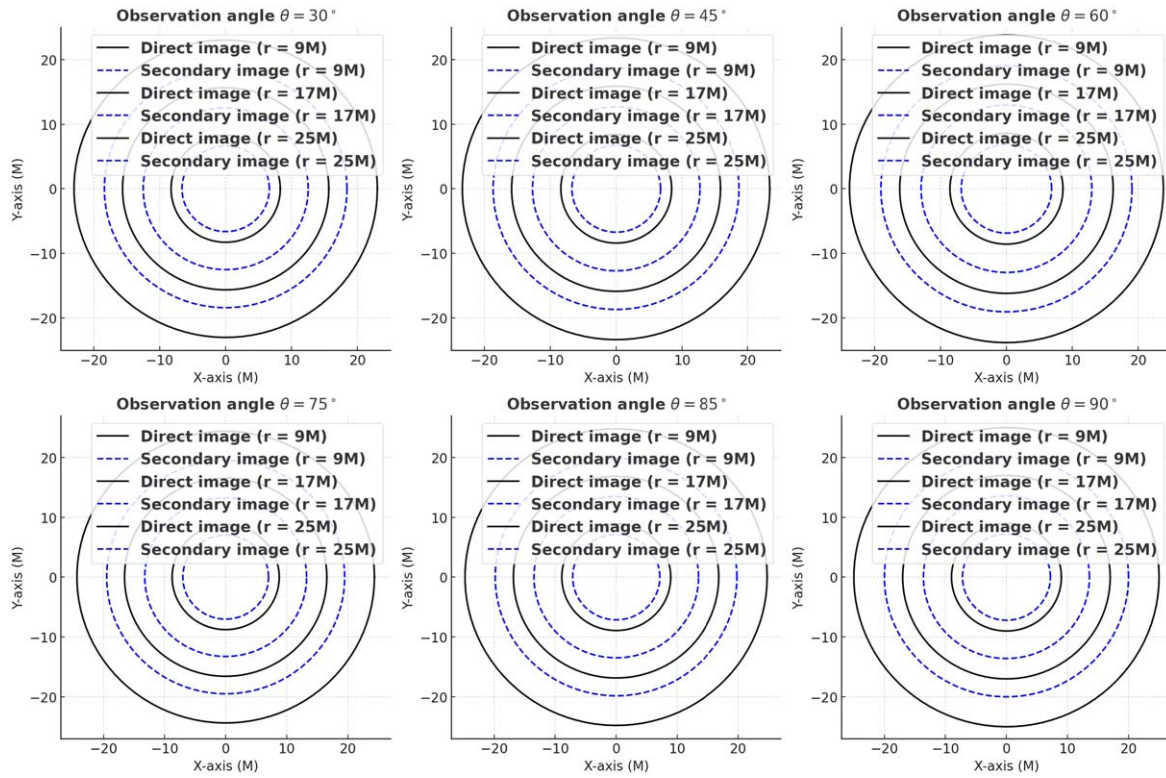 Observation angle θ = 30°
Direct image (r = 9M)
Secondary image (r = 9M)
Direct image (r = 17M)
Secondary image (r = 17M)
Direct image (r = 25M)
Secondary image (r = 25M)
Y-axis (M)
20
10
0
−10
−20
−20
−10
0
10
20
X-axis (M)
Observation angle θ = 45°
Direct image (r = 9M)
Secondary image (r = 9M)
Direct image (r = 17M)
Secondary image (r = 17M)
Direct image (r = 25M)
Secondary image (r = 25M)
Y-axis (M)
20
10
0
−10
−20
−20
−10
0
10
20
X-axis (M)
Observation angle θ = 60°
Direct image (r = 9M)
Secondary image (r = 9M)
Direct image (r = 17M)
Secondary image (r = 17M)
Direct image (r = 25M)
Secondary image (r = 25M)
Y-axis (M)
20
10
0
−10
−20
−20
−10
0
10
20
X-axis (M)
Observation angle θ = 75°
Direct image (r = 9M)
Secondary image (r = 9M)
Direct image (r = 17M)
Secondary image (r = 17M)
Direct image (r = 25M)
Secondary image (r = 25M)
Y-axis (M)
20
10
0
−10
−20
−20
−10
0
10
20
X-axis (M)
Observation angle θ = 85°
Direct image (r = 9M)
Secondary image (r = 9M)
Direct image (r = 17M)
Secondary image (r = 17M)
Direct image (r = 25M)
Secondary image (r = 25M)
Y-axis (M)
20
10
0
−10
−20
−20
−10
0
10
20
X-axis (M)
Observation angle θ = 90°
Direct image (r = 9M)
Secondary image (r = 9M)
Direct image (r = 17M)
Secondary image (r = 17M)
Direct image (r = 25M)
Secondary image (r = 25M)
Y-axis (M)
20
10
0
−10
−20
−20
−10
0
10
20
X-axis (M)